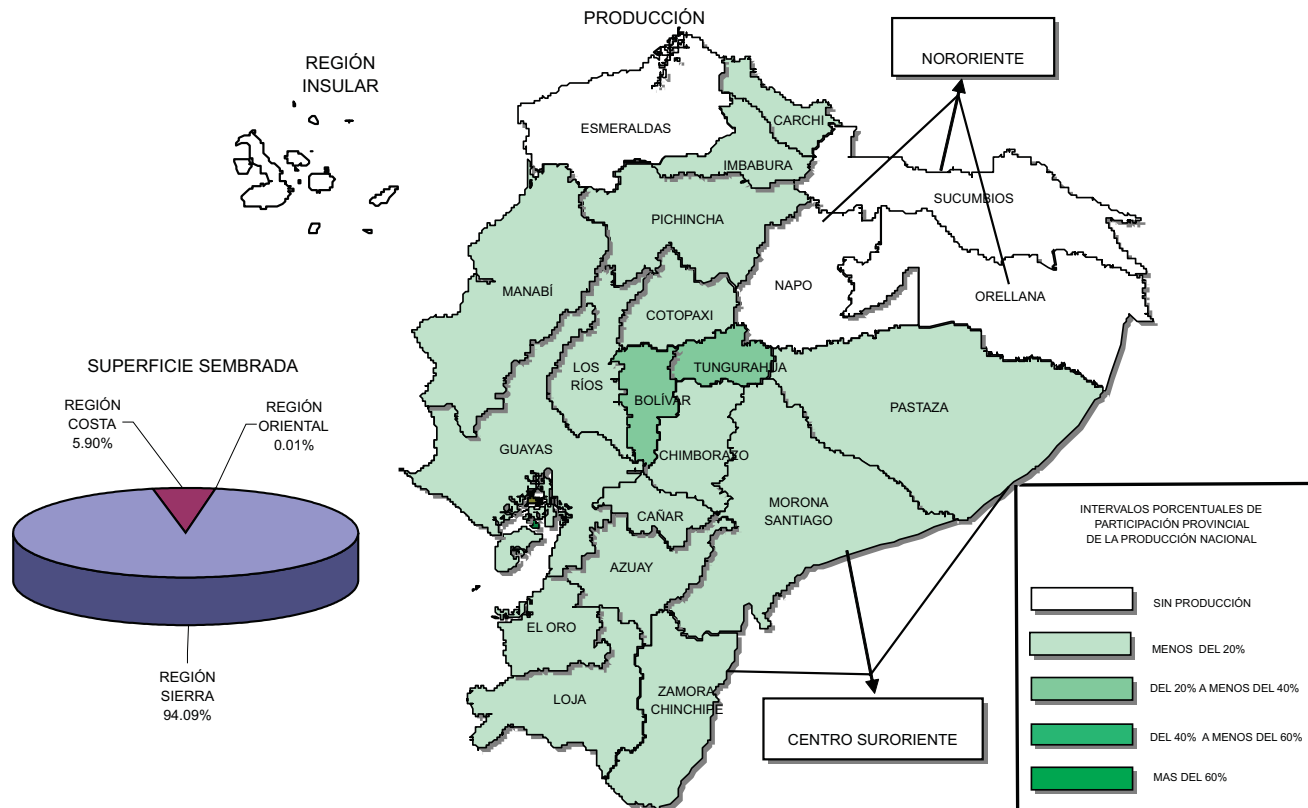 PRODUCCIÓN
REGIÓN
INSULAR
NORORIENTE
ESMERALDAS
CARCHI
IMBABURA
SUCUMBIOS
PICHINCHA
NAPO
ORELLANA
MANABÍ
COTOPAXI
LOS
RÍOS
TUNGURAHUA
BOLÍVAR
PASTAZA
GUAYAS
CHIMBORAZO
MORONA
SANTIAGO
CAÑAR
AZUAY
EL ORO
LOJA
ZAMORA
CHINCHIPE
CENTRO SURORIENTE
SUPERFICIE SEMBRADA
REGIÓN
COSTA
5.90%
REGIÓN
ORIENTAL
0.01%
REGIÓN
SIERRA
94.09%
INTERVALOS PORCENTUALES DE
PARTICIPACIÓN PROVINCIAL
DE LA PRODUCCIÓN NACIONAL
SIN PRODUCCIÓN
MENOS DEL 20%
DEL 20% A MENOS DEL 40%
DEL 40% A MENOS DEL 60%
MAS DEL 60%